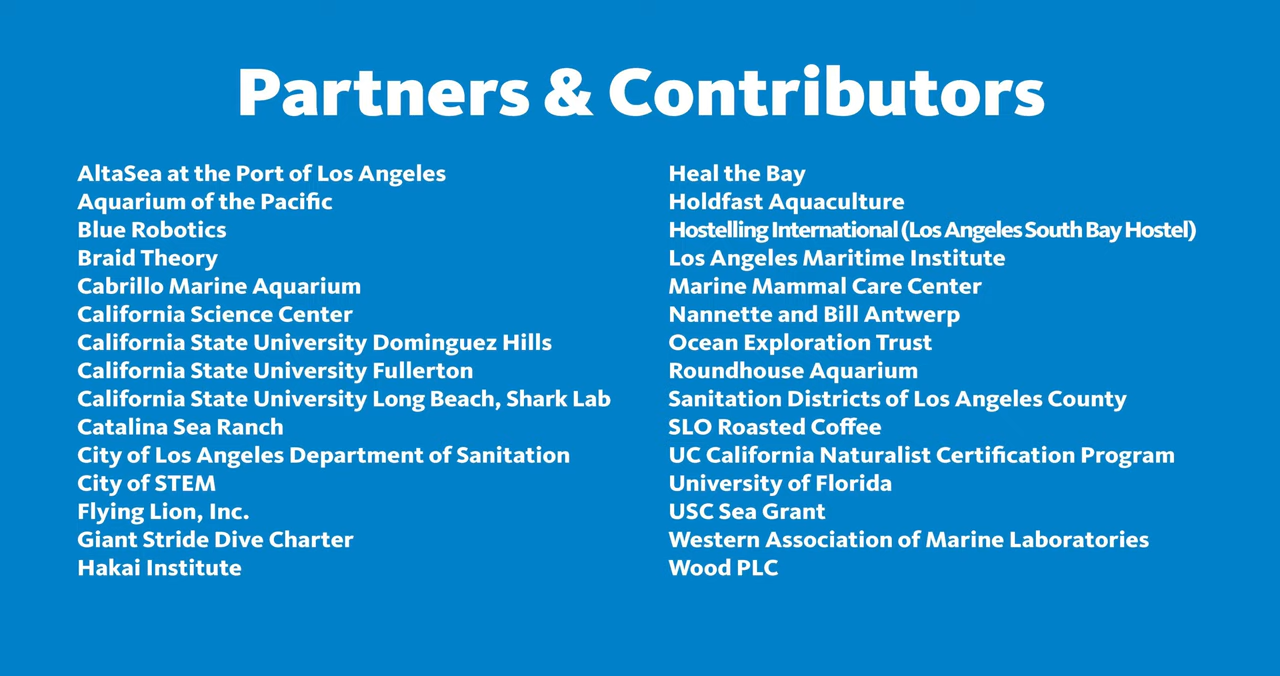 Partners & Contributors
AltaSea at the Port of Los Angeles
Aquarium of the Pacific
Blue Robotics
Braid Theory
Cabrillo Marine Aquarium
California Science Center
California State University Dominguez Hills
California State University Fullerton
California State University Long Beach, Shark Lab
Catalina Sea Ranch
City of Los Angeles Department of Sanitation
City of STEM
Flying Lion, Inc.
Giant Stride Dive Charter
Hakai Institute
Heal the Bay
Holdfast Aquaculture
Hostelling International (Los Angeles South Bay Hostel)
Los Angeles Maritime Institute
Marine Mammal Care Center
Nannette and Bill Antwerp
Ocean Exploration Trust
Roundhouse Aquarium
Sanitation Districts of Los Angeles County
SLO Roasted Coffee
UC California Naturalist Certification Program
University of Florida
USC Sea Grant
Western Association of Marine Laboratories
Wood PLC